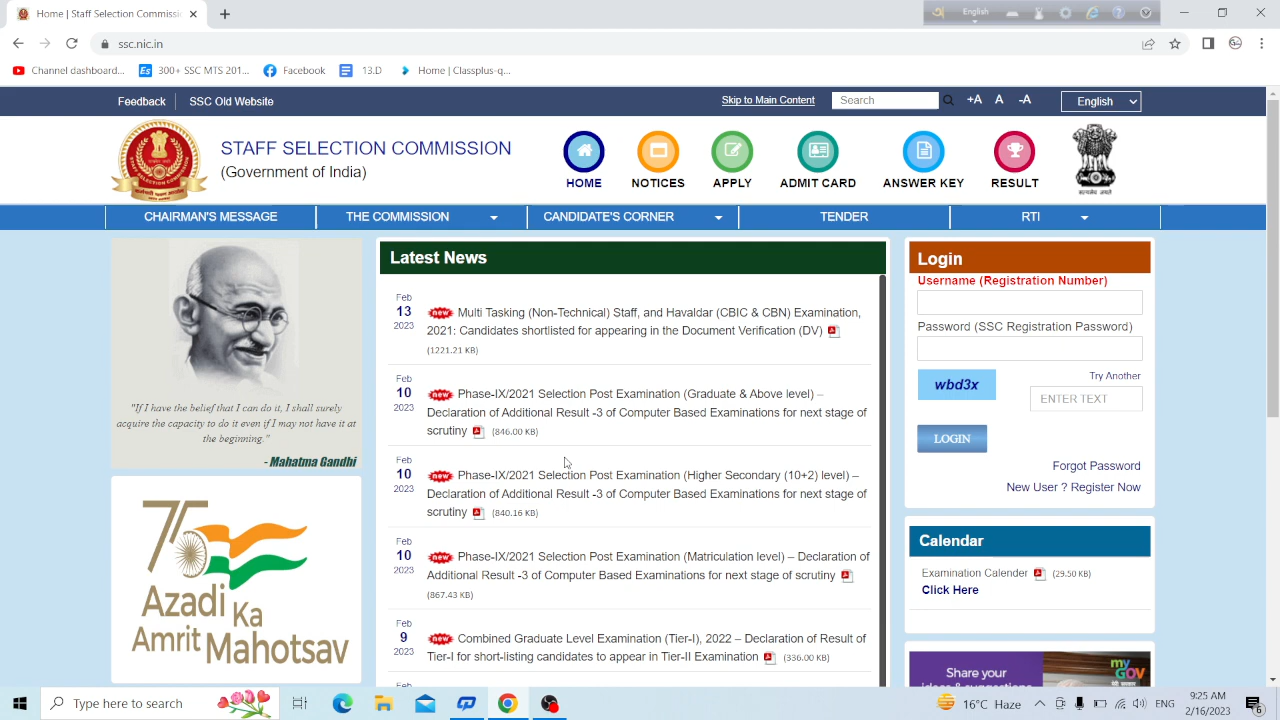 Home | Staff Selection Commissio
English
ssc.nic.in
Channel dashboard...
Es
300+ SSC MTS 201...
Facebook
13.D
Home | Classplus-q...
Feedback
SSC Old Website
Skip to Main Content
Search
+A
A
-A
English
STAFF SELECTION COMMISSION
(Government of India)
HOME
NOTICES
APPLY
ADMIT CARD
ANSWER KEY
RESULT
सत्यमेव जयते
CHAIRMAN'S MESSAGE
THE COMMISSION
CANDIDATE'S CORNER
TENDER
RTI
"If I have the belief that I can do it, I shall surely
acquire the capacity to do it even if I may not have it at
the beginning."
- Mahatma Gandhi
75
Azadi Ka
Amrit Mahotsav
Latest News
Feb
13
2023
new Multi Tasking (Non-Technical) Staff, and Havaldar (CBIC & CBN) Examination,
2021: Candidates shortlisted for appearing in the Document Verification (DV)
(1221.21 KB)
Feb
10
2023
new Phase-IX/2021 Selection Post Examination (Graduate & Above level) –
Declaration of Additional Result -3 of Computer Based Examinations for next stage of
scrutiny (846.00 KB)
Feb
10
2023
new Phase-IX/2021 Selection Post Examination (Higher Secondary (10+2) level) –
Declaration of Additional Result -3 of Computer Based Examinations for next stage of
scrutiny (840.16 KB)
Feb
10
2023
new Phase-IX/2021 Selection Post Examination (Matriculation level) – Declaration of
Additional Result -3 of Computer Based Examinations for next stage of scrutiny
(867.43 KB)
Feb
9
2023
new Combined Graduate Level Examination (Tier-I), 2022 – Declaration of Result of
Tier-I for short-listing candidates to appear in Tier-II Examination (336.00 KB)
Login
Username (Registration Number)
Password (SSC Registration Password)
wbd3x
Try Another
ENTER TEXT
LOGIN
Forgot Password
New User ? Register Now
Calendar
Examination Calender (29.50 KB)
Click Here
Share your
my
GOV
Type here to search
16°C Haze
ENG
9:25 AM
2/16/2023
6